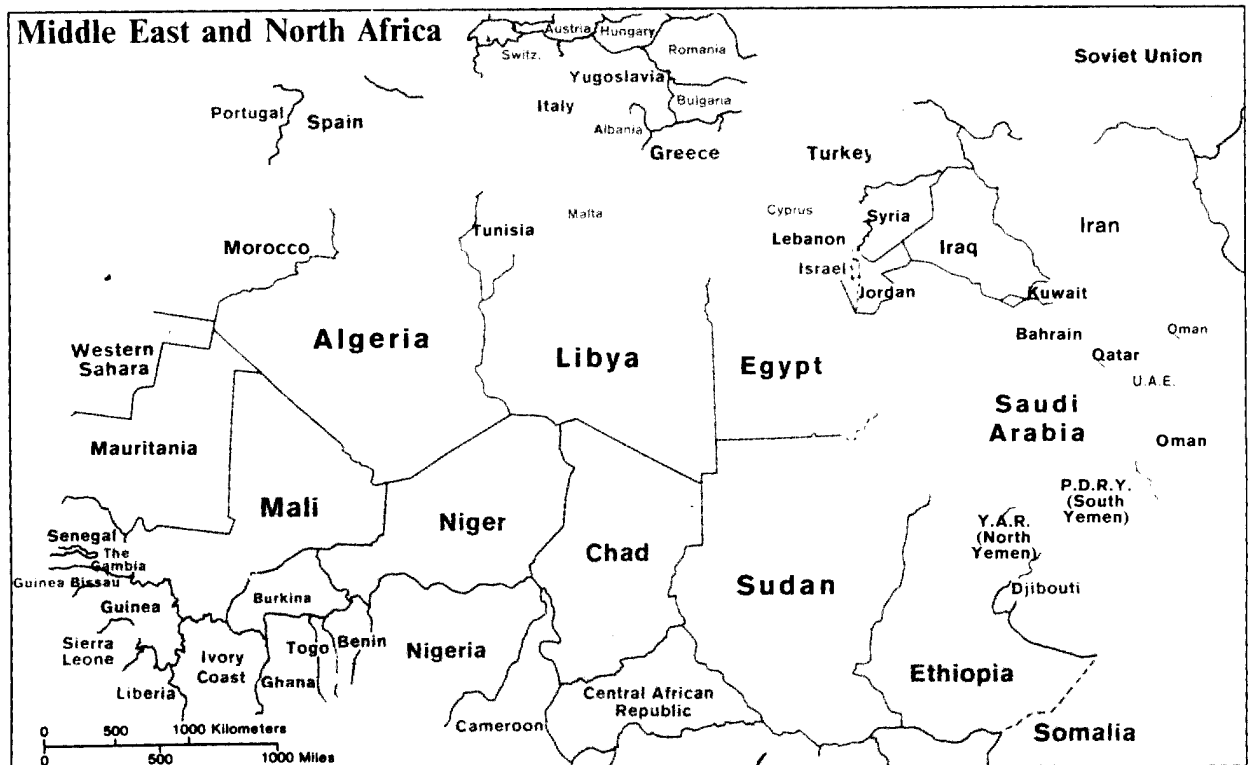 Middle East and North Africa
Austria
Hungary
Switz.
Romania
Soviet Union
Yugoslavia
Portugal
Spain
Italy
Bulgaria
Albania
Greece
Turkey
Malta
Cyprus
Syria
Tunisia
Morocco
Lebanon
Iraq
Iran
Israel
Jordan
Kuwait
Algeria
Libya
Egypt
Bahrain
Oman
Western
Sahara
Qatar
U.A.E.
Saudi
Arabia
Mauritania
Oman
Mali
Niger
Chad
P.D.R.Y.
(South
Yemen)
Y.A.R.
(North
Yemen)
Senegal
The
Gambia
Guinea Bissau
Guinea
Burkina
Sudan
Djibouti
Sierra
Leone
Ivory
Coast
Togo
Benin
Nigeria
Ghana
Liberia
Ethiopia
Central African
Republic
Cameroon
Somalia
0 500 1000 Kilometers
0 500 1000 Miles